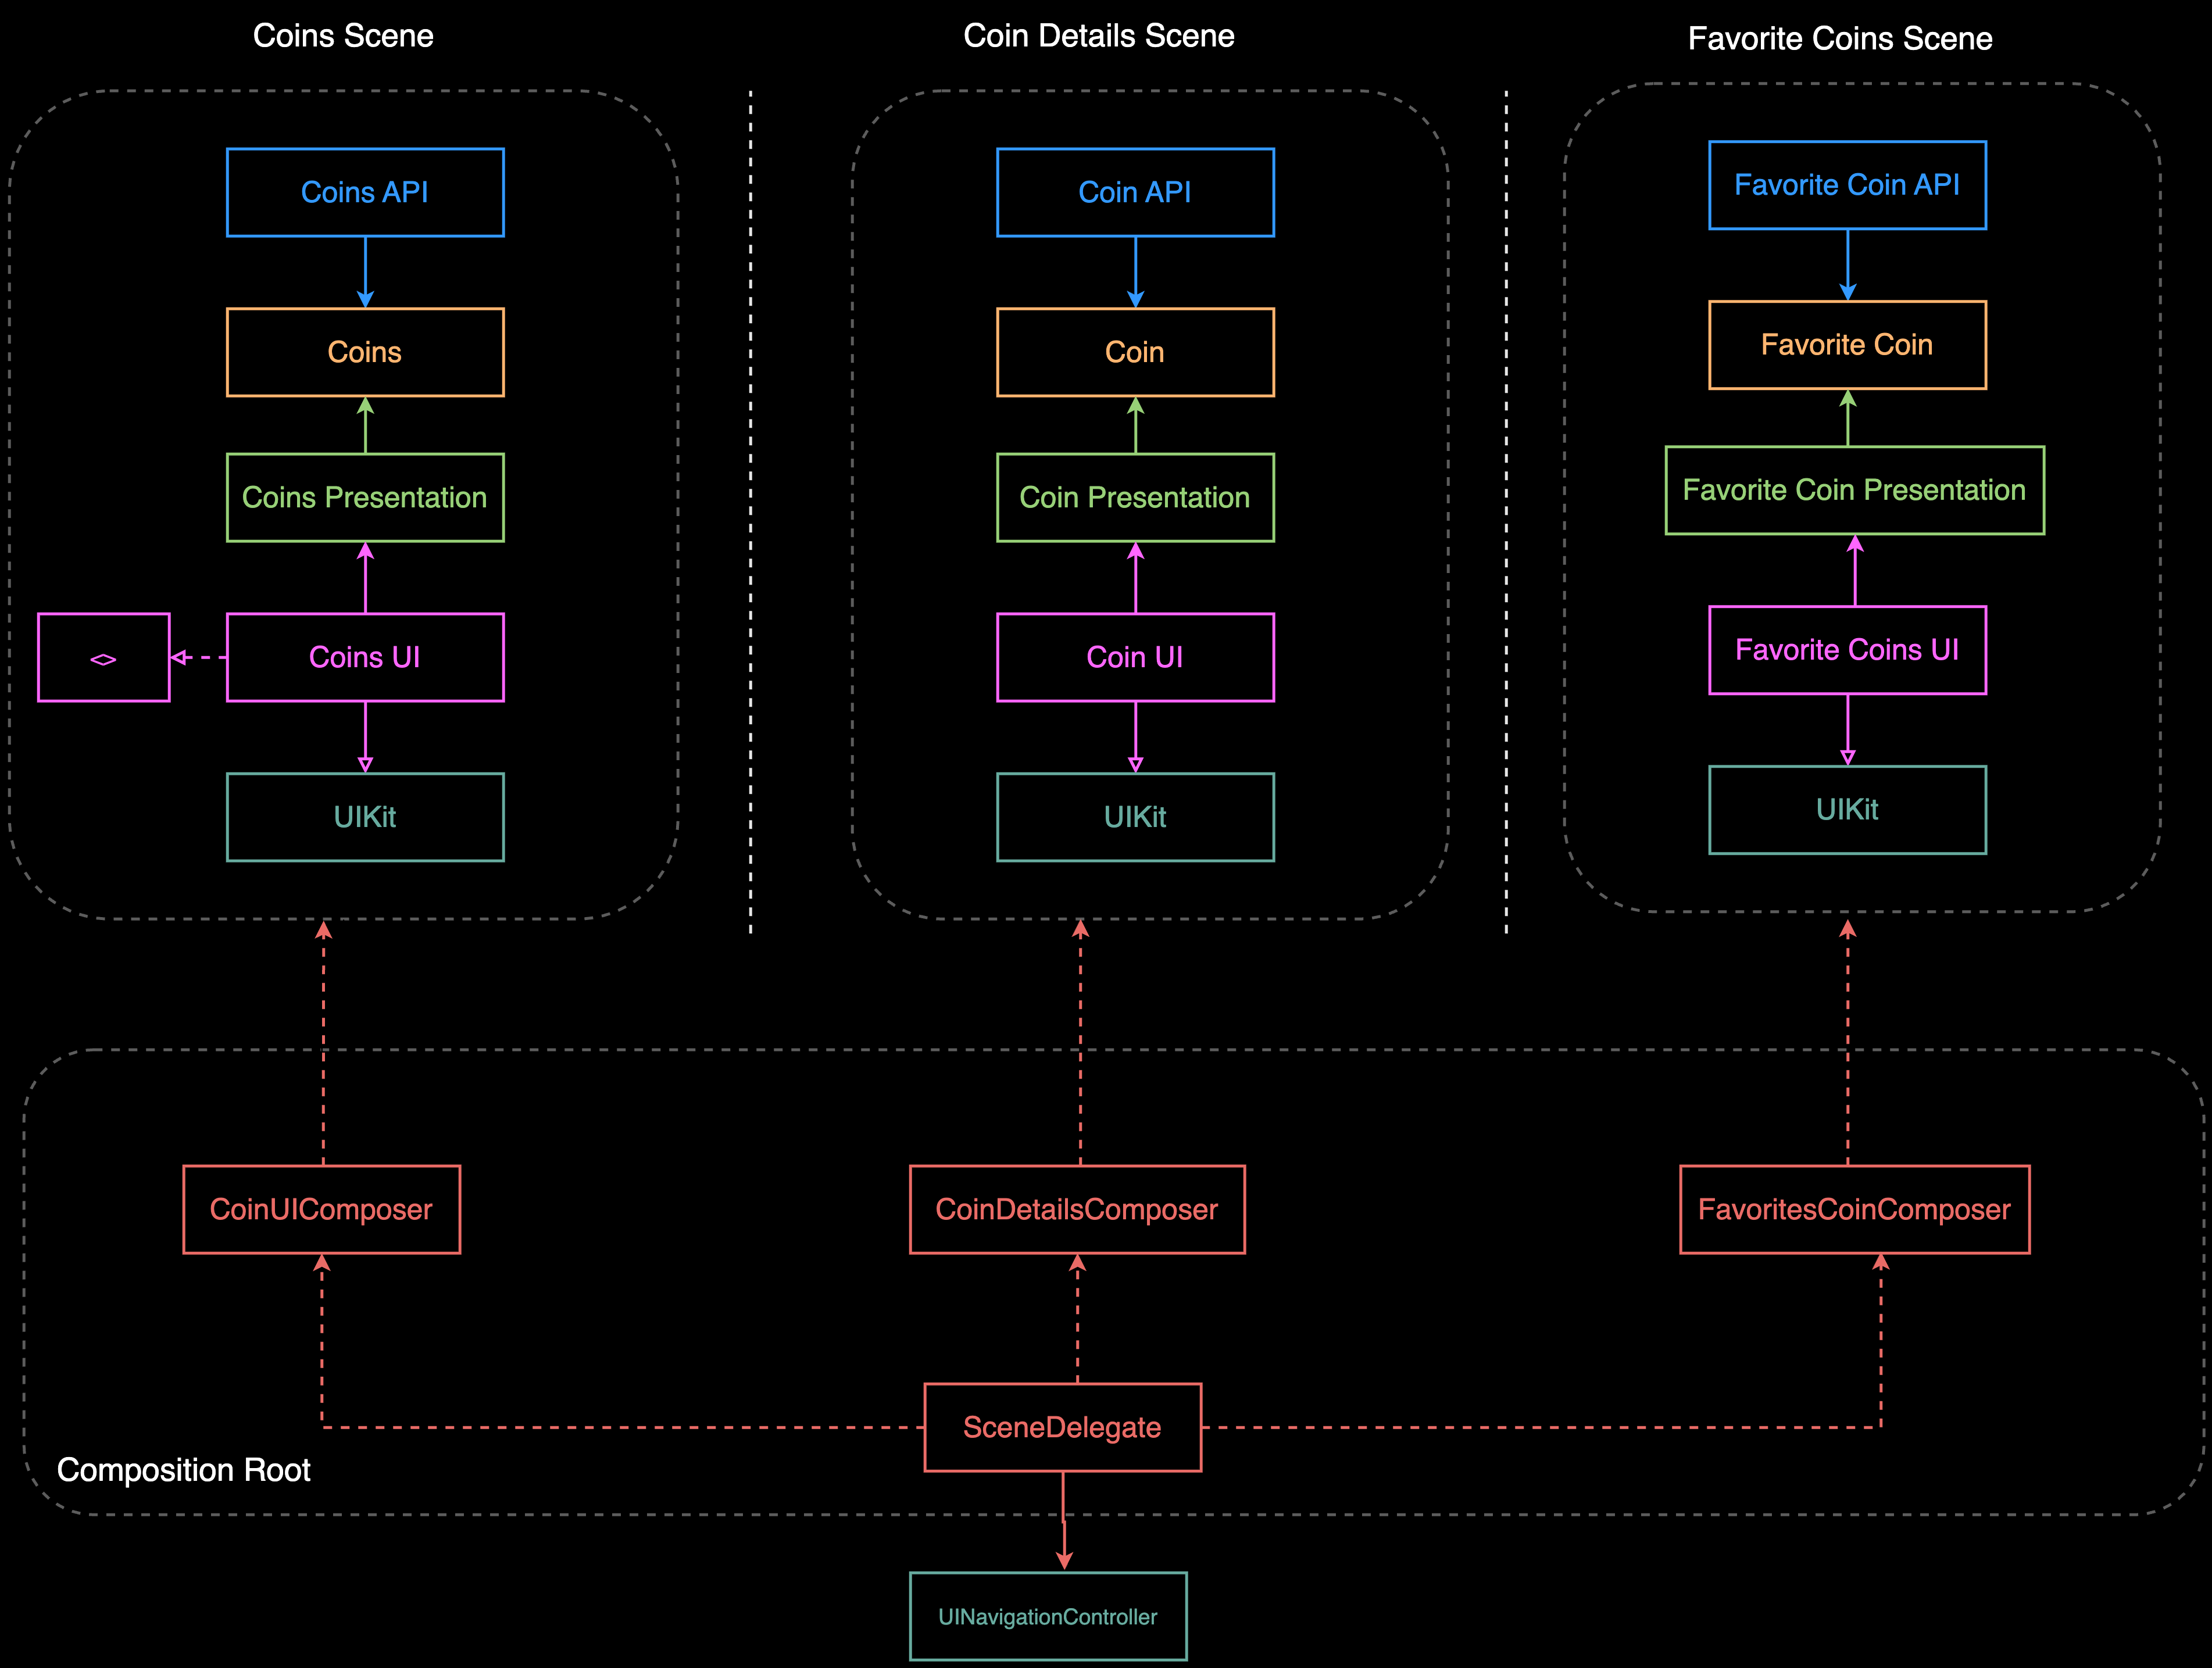 Coins Scene
Coin Details Scene
Favorite Coins Scene
Coins API
Coins
Coins Presentation
<>
Coins UI
UIKit
Coin API
Coin
Coin Presentation
Coin UI
UIKit
Favorite Coin API
Favorite Coin
Favorite Coin Presentation
Favorite Coins UI
UIKit
CoinUIComposer
CoinDetailsComposer
FavoritesCoinComposer
SceneDelegate
Composition Root
UINavigationController